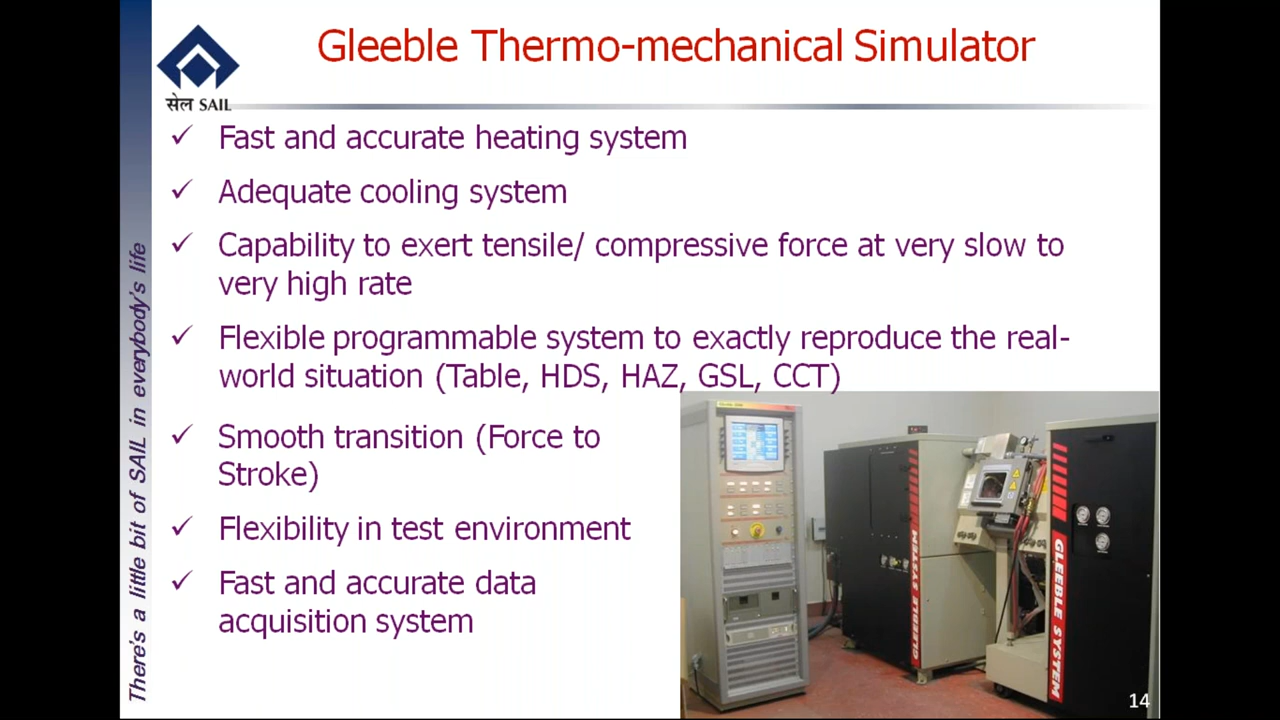 Gleeble Thermo-mechanical Simulator
सेल SAIL
There's a little bit of SAIL in everybody's life
✓ Fast and accurate heating system
✓ Adequate cooling system
✓ Capability to exert tensile/ compressive force at very slow to
very high rate
✓ Flexible programmable system to exactly reproduce the real-
world situation (Table, HDS, HAZ, GSL, CCT)
✓ Smooth transition (Force to
Stroke)
✓ Flexibility in test environment
✓ Fast and accurate data
acquisition system
GLEEBLE SYSTEM
GLEEBLE SYSTEM
14